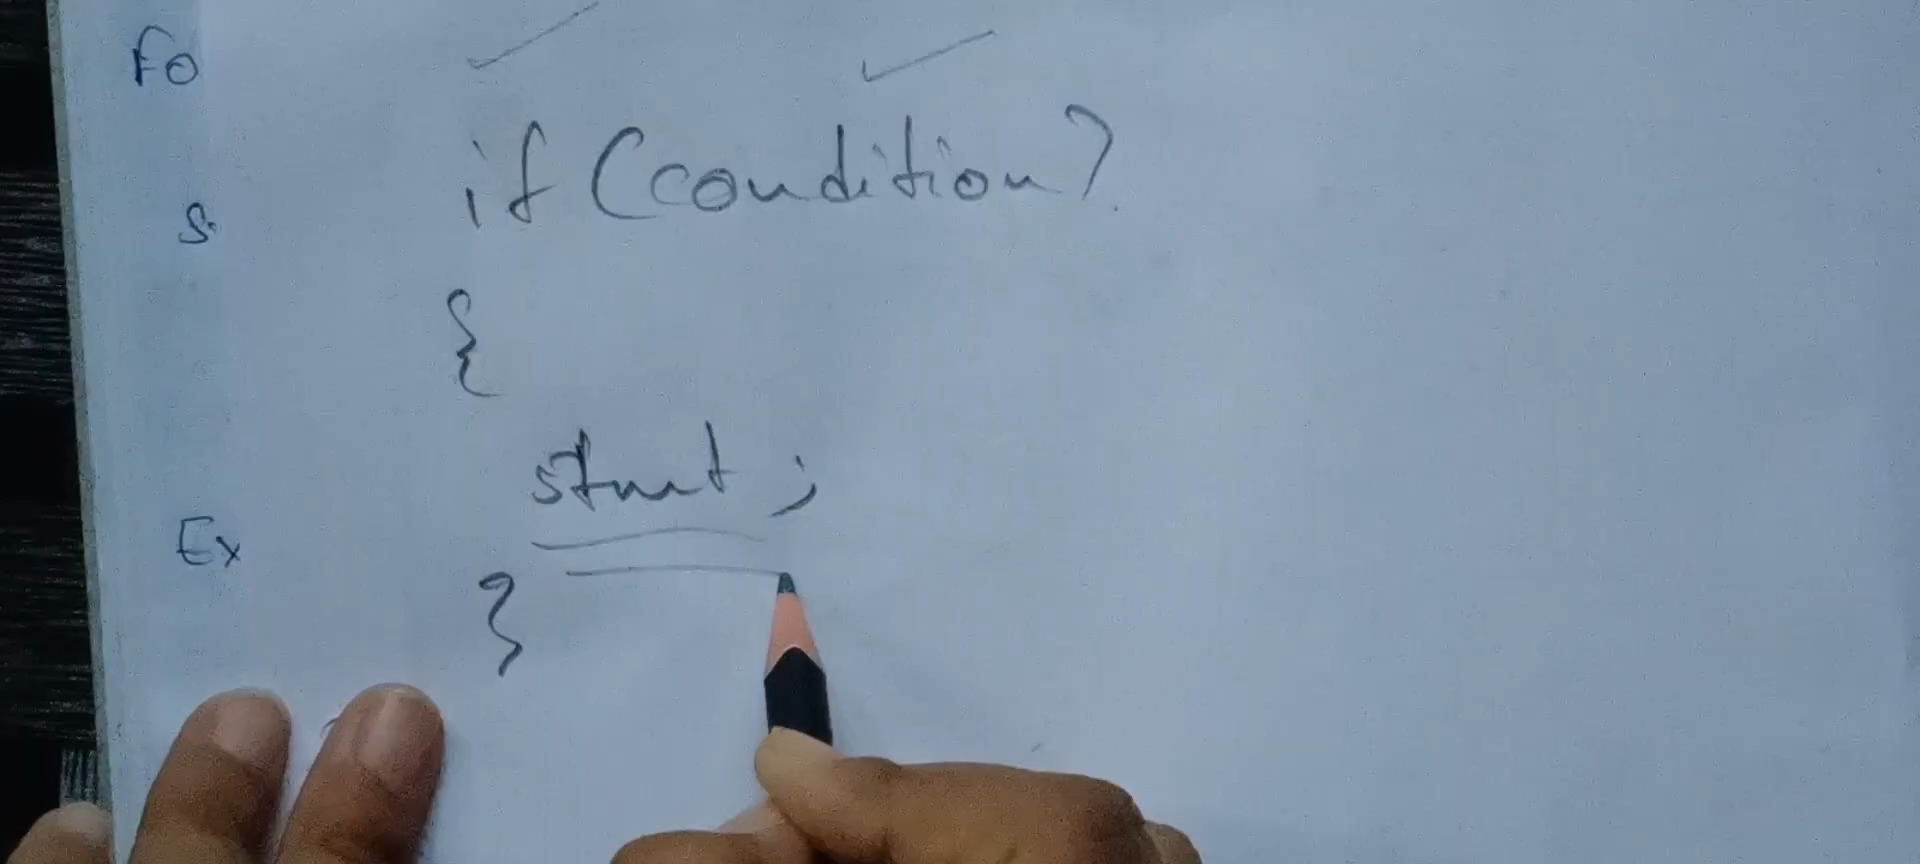 Fo
if (condition)
S.
{
stmt ;
Ex
}